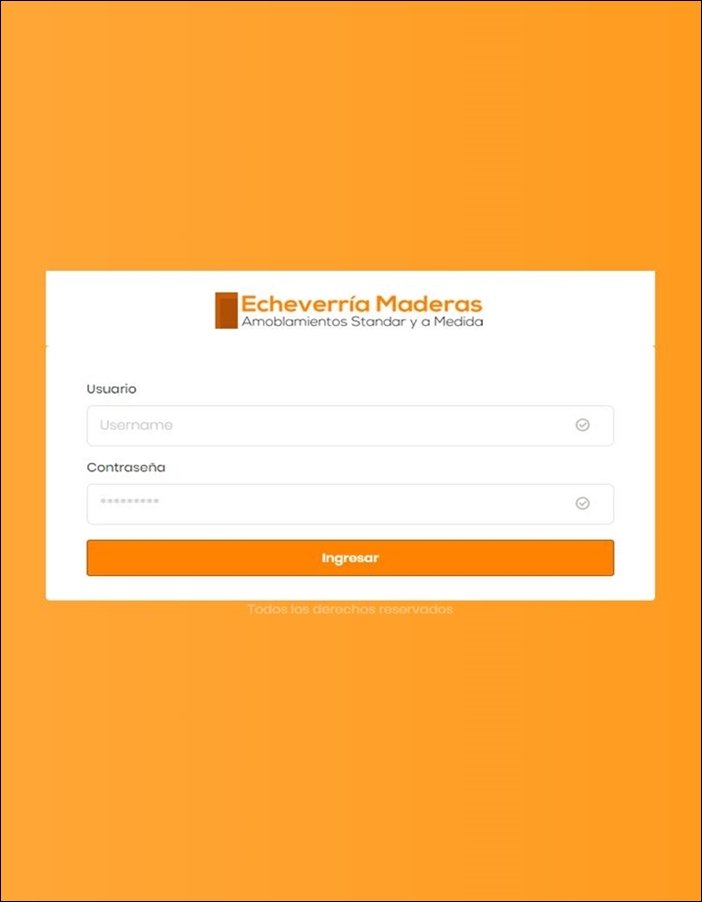 Echeverría Maderas
Amoblamientos Standar y a Medida
Usuario
Username
Contraseña
*********
Ingresar
Todos los derechos reservados